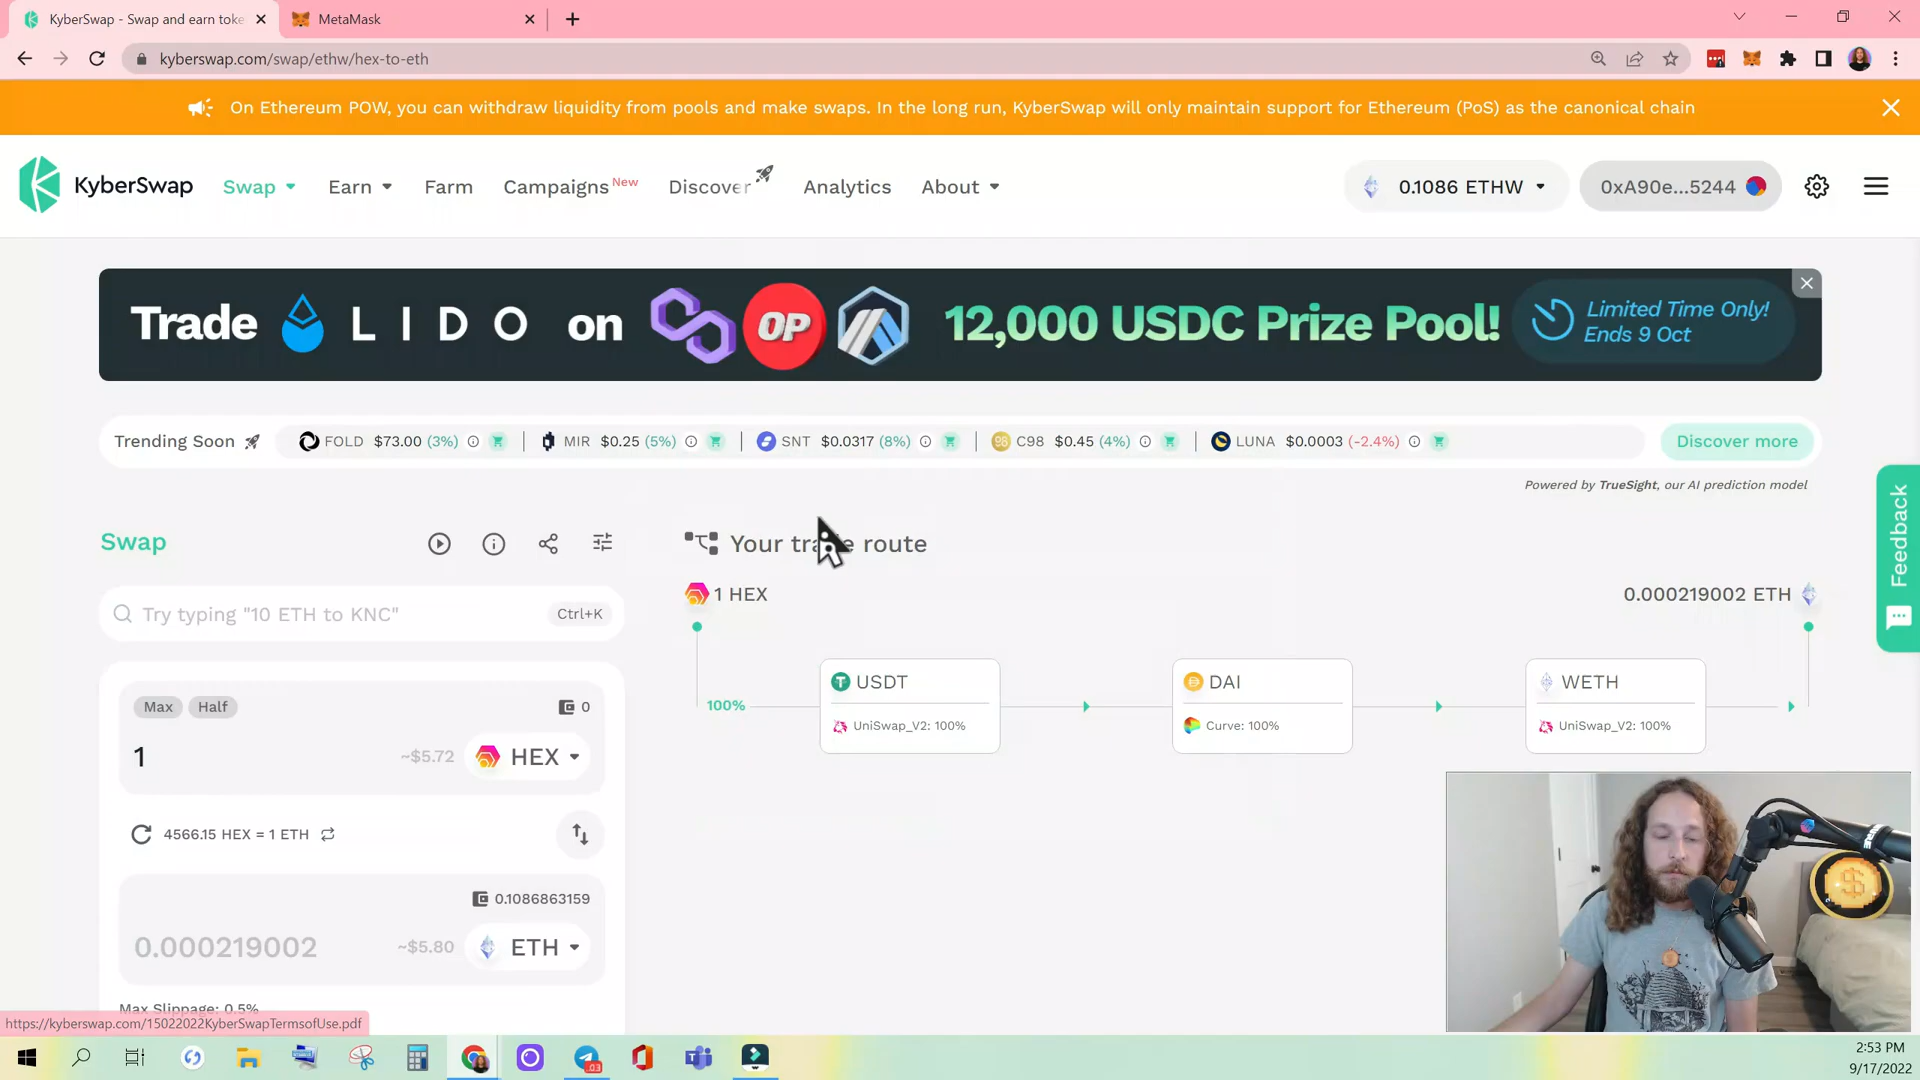 KyberSwap - Swap and earn toke
MetaMask
kyberswap.com/swap/ethw/hex-to-eth
On Ethereum POW, you can withdraw liquidity from pools and make swaps. In the long run, KyberSwap will only maintain support for Ethereum (PoS) as the canonical chain
KyberSwap
Swap
Earn
Farm
Campaigns New
Discover
Analytics
About
0.1086 ETHW
0xA90e...5244
Trade LIDO on OP 12,000 USDC Prize Pool!
Limited Time Only!
Ends 9 Oct
Trending Soon
FOLD $73.00 (3%)
MIR $0.25 (5%)
SNT $0.0317 (8%)
C98 $0.45 (4%)
LUNA $0.0003 (-2.4%)
Discover more
Powered by TrueSight, our AI prediction model
Feedback
Swap
Your trade route
Try typing "10 ETH to KNC"
Ctrl+K
1 HEX
0.000219002 ETH
100%
USDT
UniSwap_V2: 100%
DAI
Curve: 100%
WETH
UniSwap_V2: 100%
Max
Half
0
1
~$5.72
HEX
4566.15 HEX = 1 ETH
0.1086863159
0.000219002
~$5.80
ETH
Max Slippage: 0.5%
https://kyberswap.com/15022022KyberSwapTermsofUse.pdf
2:53 PM
9/17/2022